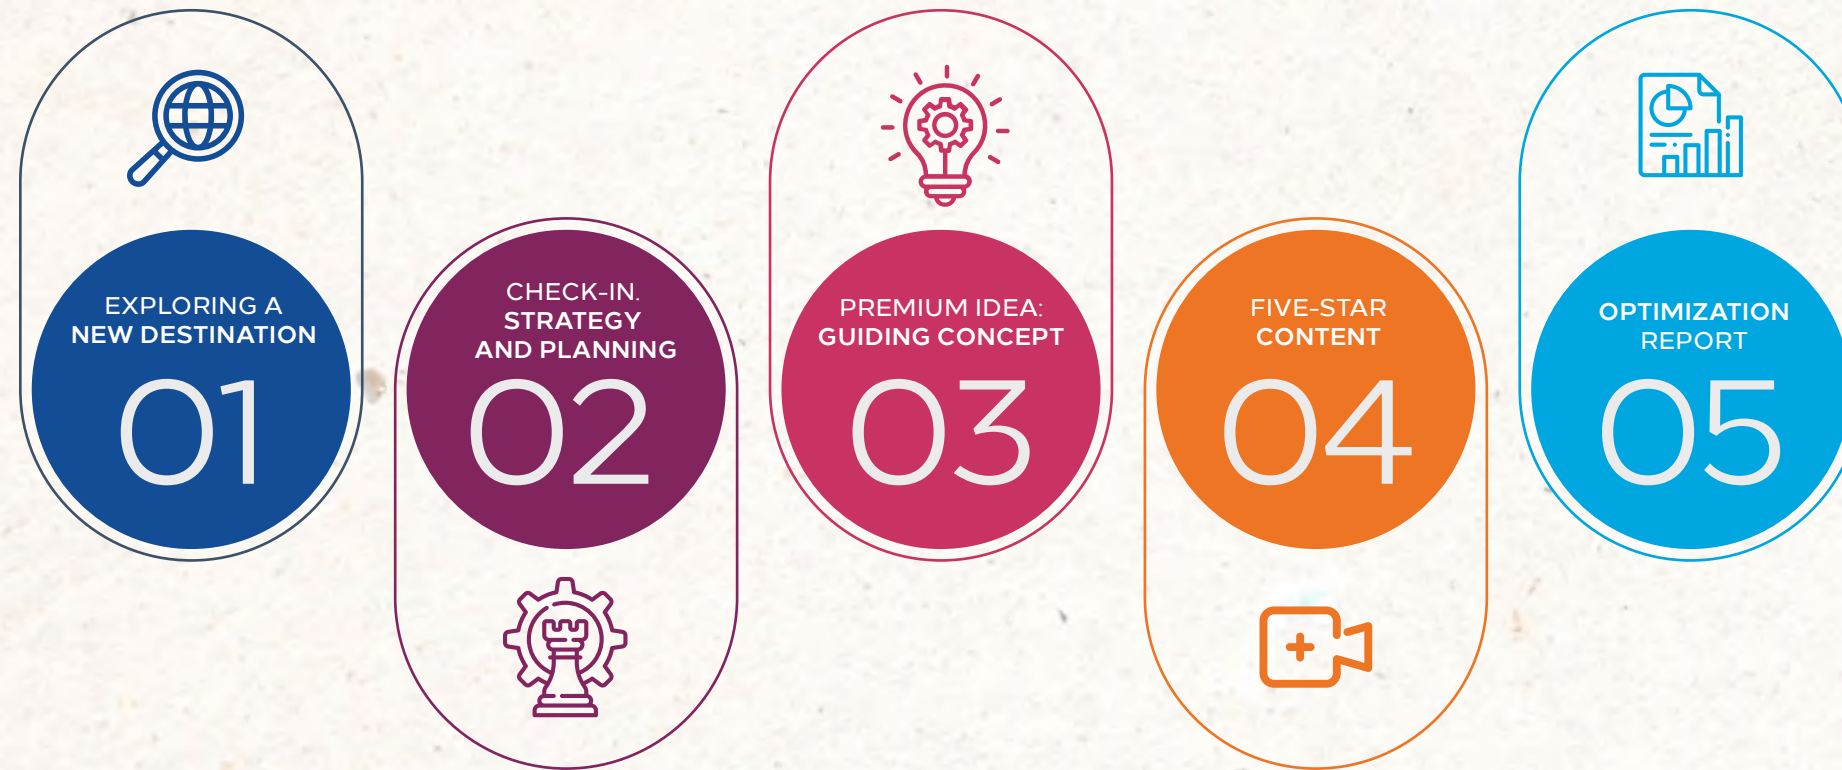 EXPLORING A
NEW DESTINATION
01
CHECK-IN.
STRATEGY
AND PLANNING
02
PREMIUM IDEA:
GUIDING CONCEPT
03
FIVE-STAR
CONTENT
04
OPTIMIZATION
REPORT
05